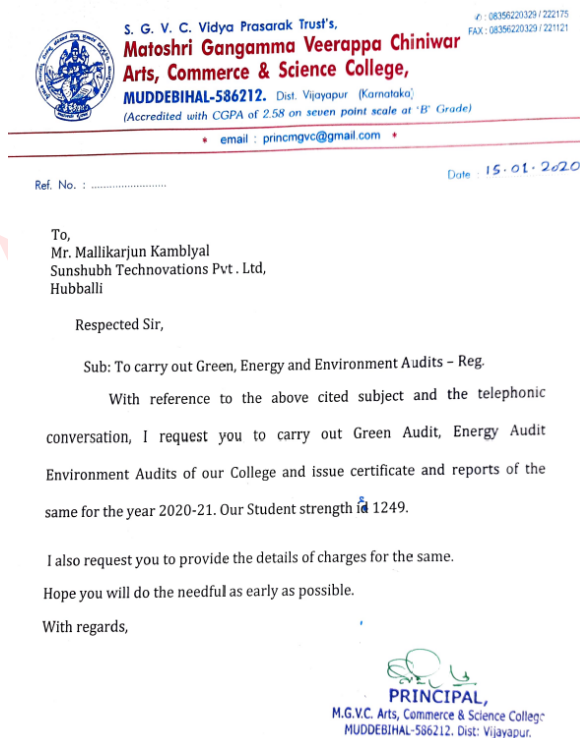 S. G. V. C. Vidya Prasarak Trust's,
✆ : 08356220329 / 222175
FAX : 08356220329 / 221121
Matoshri Gangamma Veerappa Chiniwar
Arts, Commerce & Science College,
MUDDEBIHAL-586212. Dist. Vijayapur (Karnataka)
(Accredited with CGPA of 2.58 on seven point scale at 'B' Grade)
* email : princmgvc@gmail.com *
Ref. No. : ..........................
Date : 15.01.2020
To,
Mr. Mallikarjun Kamblyal
Sunshubh Technovations Pvt . Ltd,
Hubballi
Respected Sir,
Sub: To carry out Green, Energy and Environment Audits – Reg.
With reference to the above cited subject and the telephonic
conversation, I request you to carry out Green Audit, Energy Audit
Environment Audits of our College and issue certificate and reports of the
same for the year 2020-21. Our Student strength is 1249.
I also request you to provide the details of charges for the same.
Hope you will do the needful as early as possible.
With regards,
PRINCIPAL,
M.G.V.C. Arts, Commerce & Science College
MUDDEBIHAL-586212. Dist: Vijayapur.